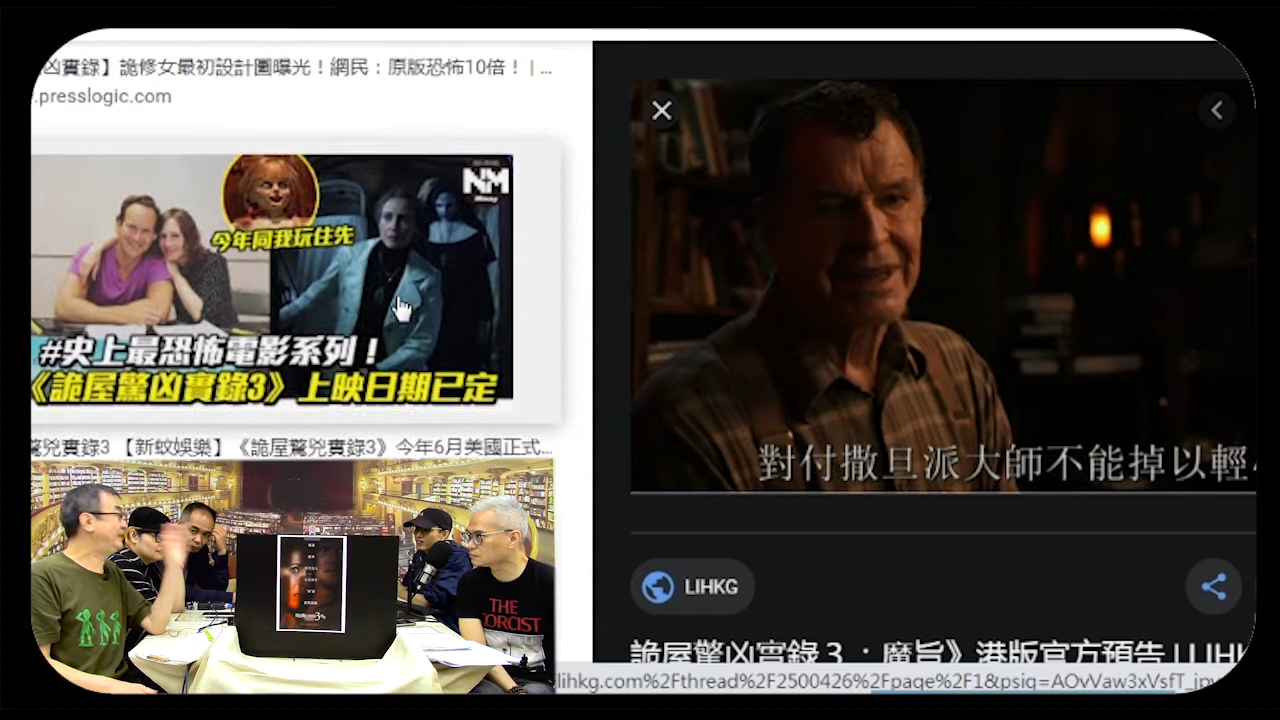 凶實錄】詭修女最初設計圖曝光！網民：原版恐怖10倍！ | ...
.presslogic.com
NM
今年同我玩住先
#史上最恐怖電影系列！
《詭屋驚凶實錄3》上映日期已定
驚兇實錄3 【新蚊娛樂】《詭屋驚兇實錄3》今年6月美國正式...
THE
EXORCIST
對付撒旦派大師不能掉以輕
LIHKG
詭屋驚凶實錄３：魔旨》港版官方預告 | LIH
lihkg.com%2Fthread%2F2500426%2Fpage%2F1&psig=AOvVaw3xVsfT_